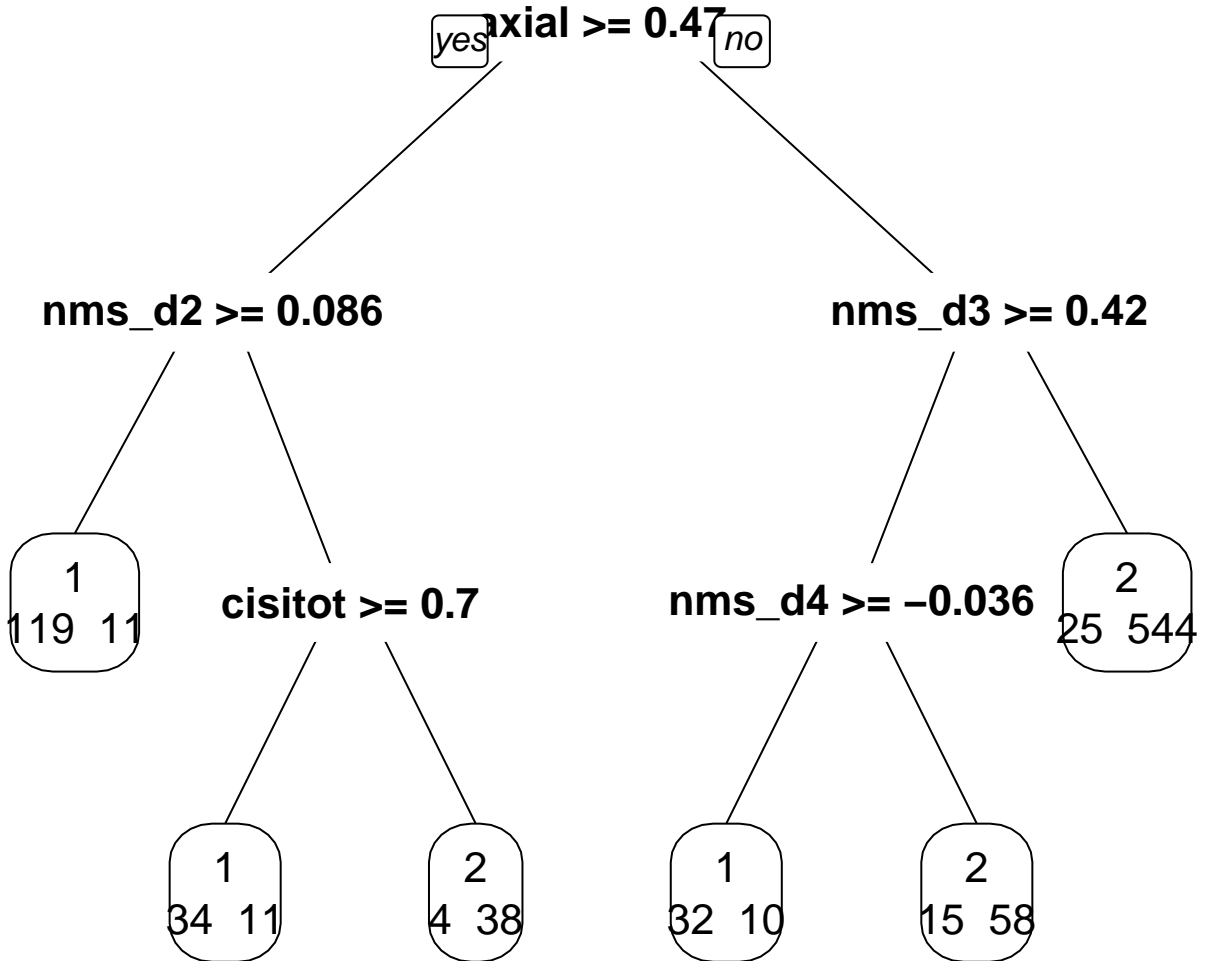 axial >= 0.47
yes no
nms_d2 >= 0.086
nms_d3 >= 0.42
1
119 11
cisitot >= 0.7
nms_d4 >= −0.036
2
25 544
1
34 11
2
4 38
1
32 10
2
15 58